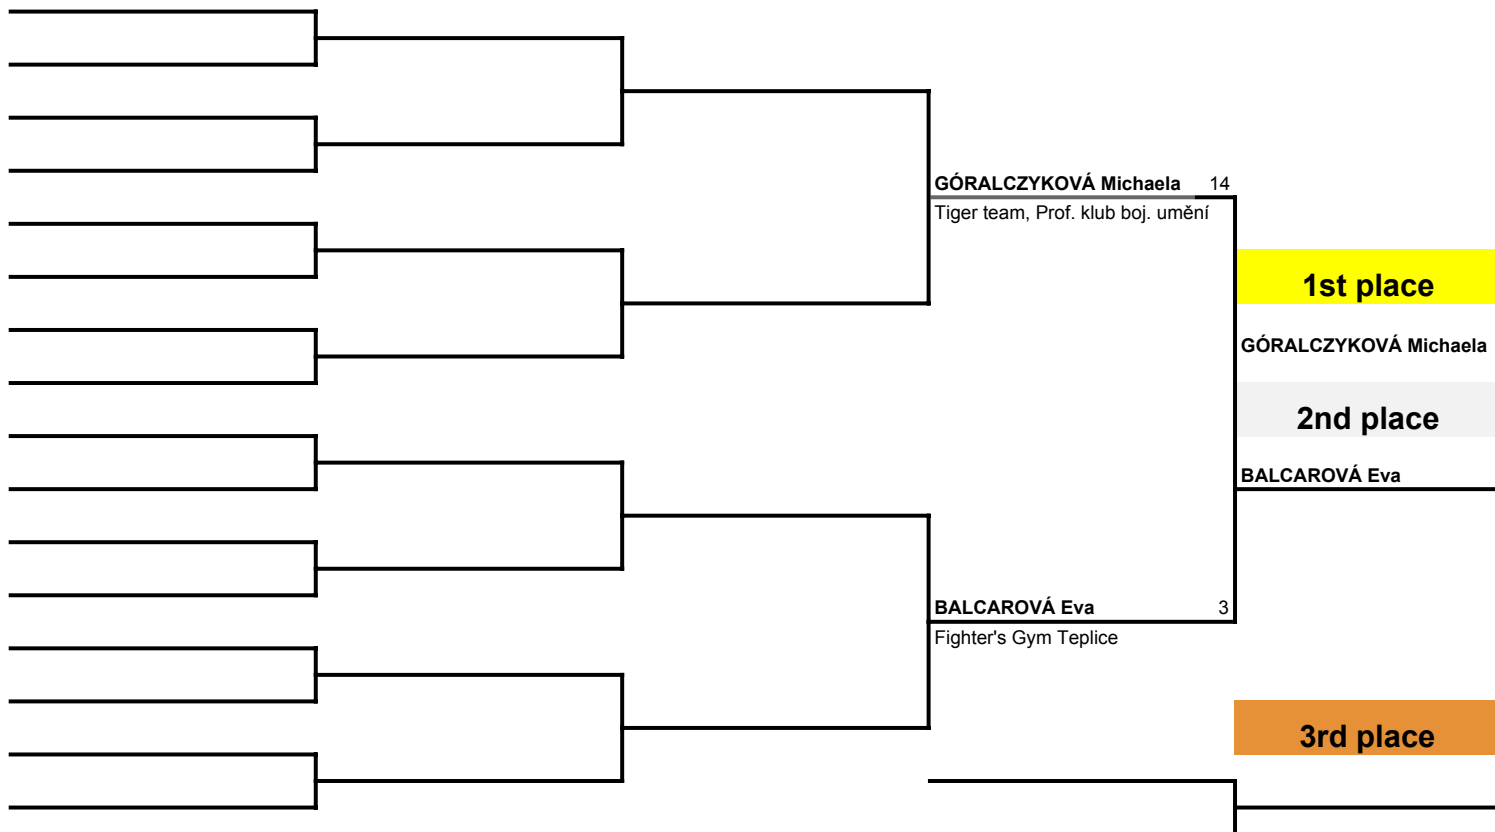 GÓRALCZYKOVÁ Michaela 14
Tiger team, Prof. klub boj. umění
1st place
GÓRALCZYKOVÁ Michaela
2nd place
BALCAROVÁ Eva
BALCAROVÁ Eva 3
Fighter's Gym Teplice
3rd place